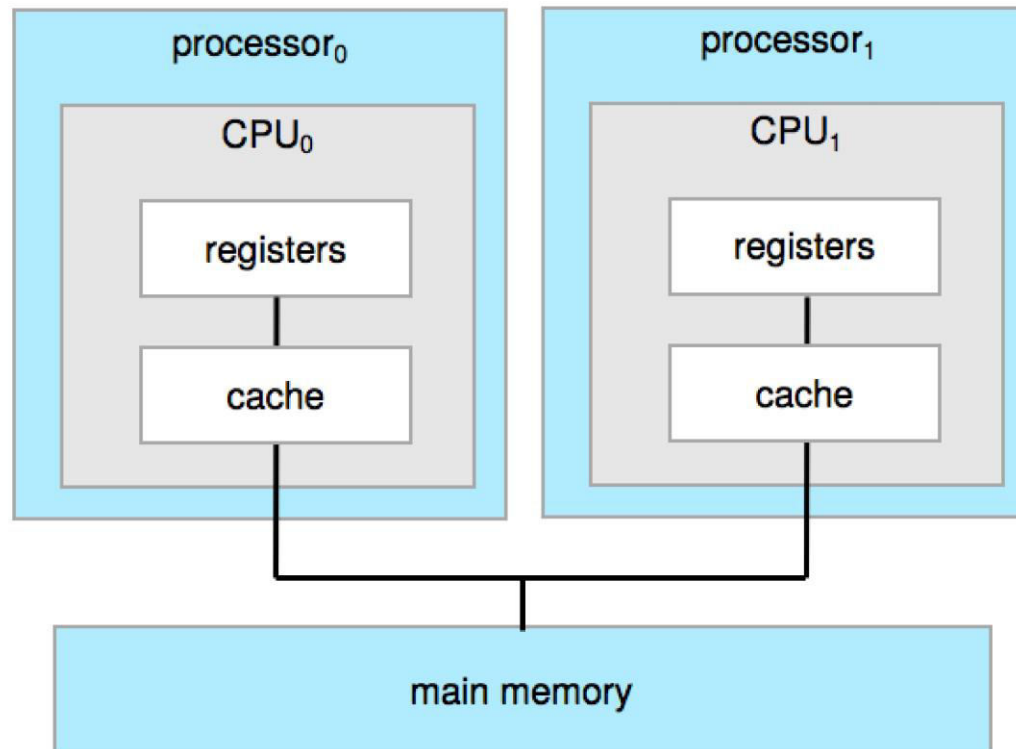 processor₀
CPU₀
registers
cache
processor₁
CPU₁
registers
cache
main memory